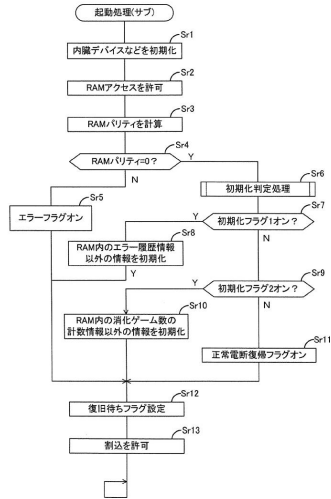 起動処理(サブ)
Sr1
内臓デバイスなどを初期化
Sr2
RAMアクセスを許可
Sr3
RAMパリティを計算
Sr4
RAMパリティ=0?
Y
N
Sr5
エラーフラグオン
Sr6
初期化判定処理
Sr7
初期化フラグ1オン?
Y
N
Sr8
RAM内のエラー履歴情報
以外の情報を初期化
Y
Sr9
初期化フラグ2オン?
Y
N
Sr10
RAM内の消化ゲーム数の
計数情報以外の情報を初期化
Sr11
正常電断復帰フラグオン
Sr12
復旧待ちフラグ設定
Sr13
割込を許可